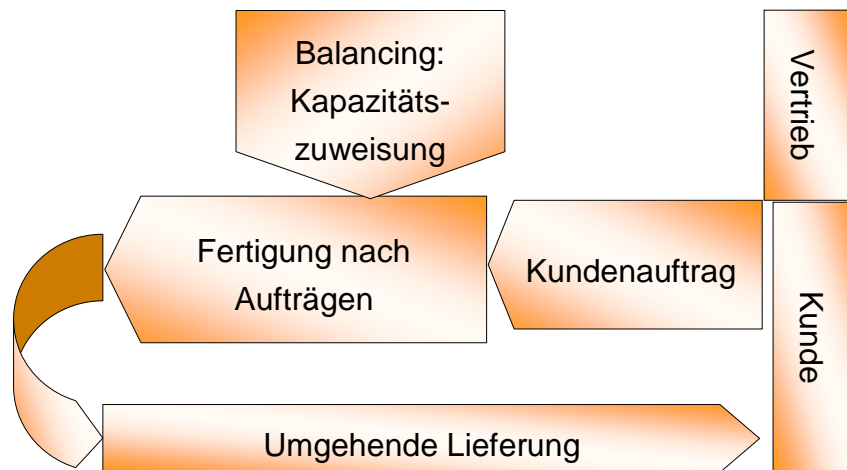 Balancing:
Kapazitäts-
zuweisung
Vertrieb
Fertigung nach
Aufträgen
Kundenauftrag
Kunde
Umgehende Lieferung